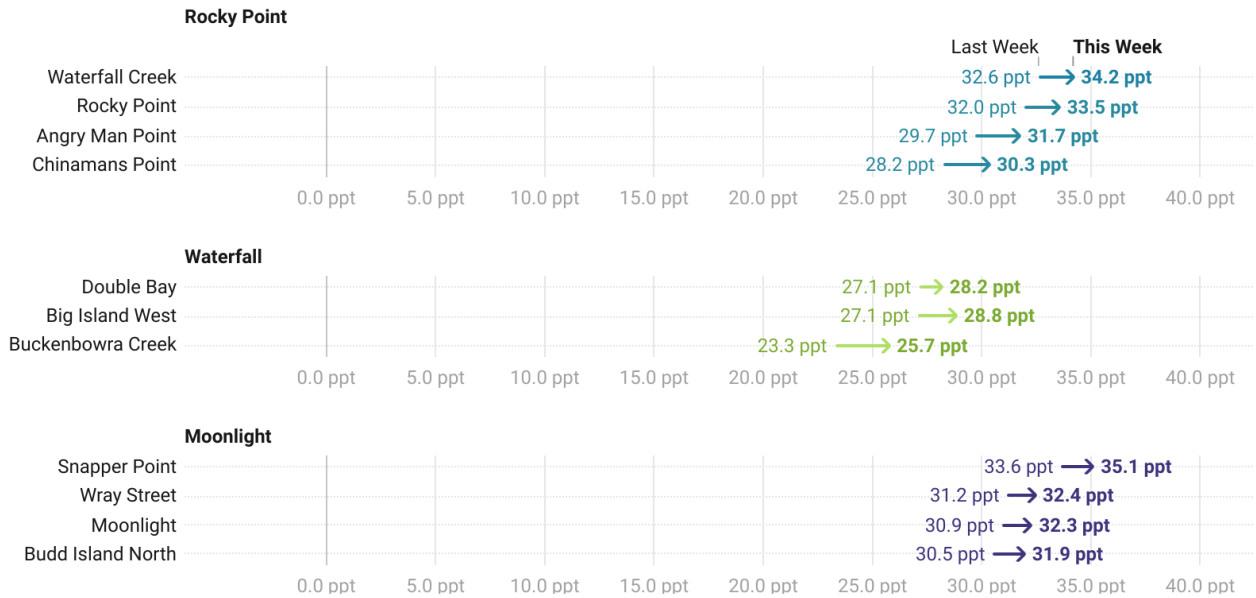 Rocky Point
Last Week This Week
Waterfall Creek 32.6 ppt 34.2 ppt
Rocky Point 32.0 ppt 33.5 ppt
Angry Man Point 29.7 ppt 31.7 ppt
Chinamans Point 28.2 ppt 30.3 ppt
0.0 ppt 5.0 ppt 10.0 ppt 15.0 ppt 20.0 ppt 25.0 ppt 30.0 ppt 35.0 ppt 40.0 ppt
Waterfall
Double Bay 27.1 ppt 28.2 ppt
Big Island West 27.1 ppt 28.8 ppt
Buckenbowra Creek 23.3 ppt 25.7 ppt
0.0 ppt 5.0 ppt 10.0 ppt 15.0 ppt 20.0 ppt 25.0 ppt 30.0 ppt 35.0 ppt 40.0 ppt
Moonlight
Snapper Point 33.6 ppt 35.1 ppt
Wray Street 31.2 ppt 32.4 ppt
Moonlight 30.9 ppt 32.3 ppt
Budd Island North 30.5 ppt 31.9 ppt
0.0 ppt 5.0 ppt 10.0 ppt 15.0 ppt 20.0 ppt 25.0 ppt 30.0 ppt 35.0 ppt 40.0 ppt